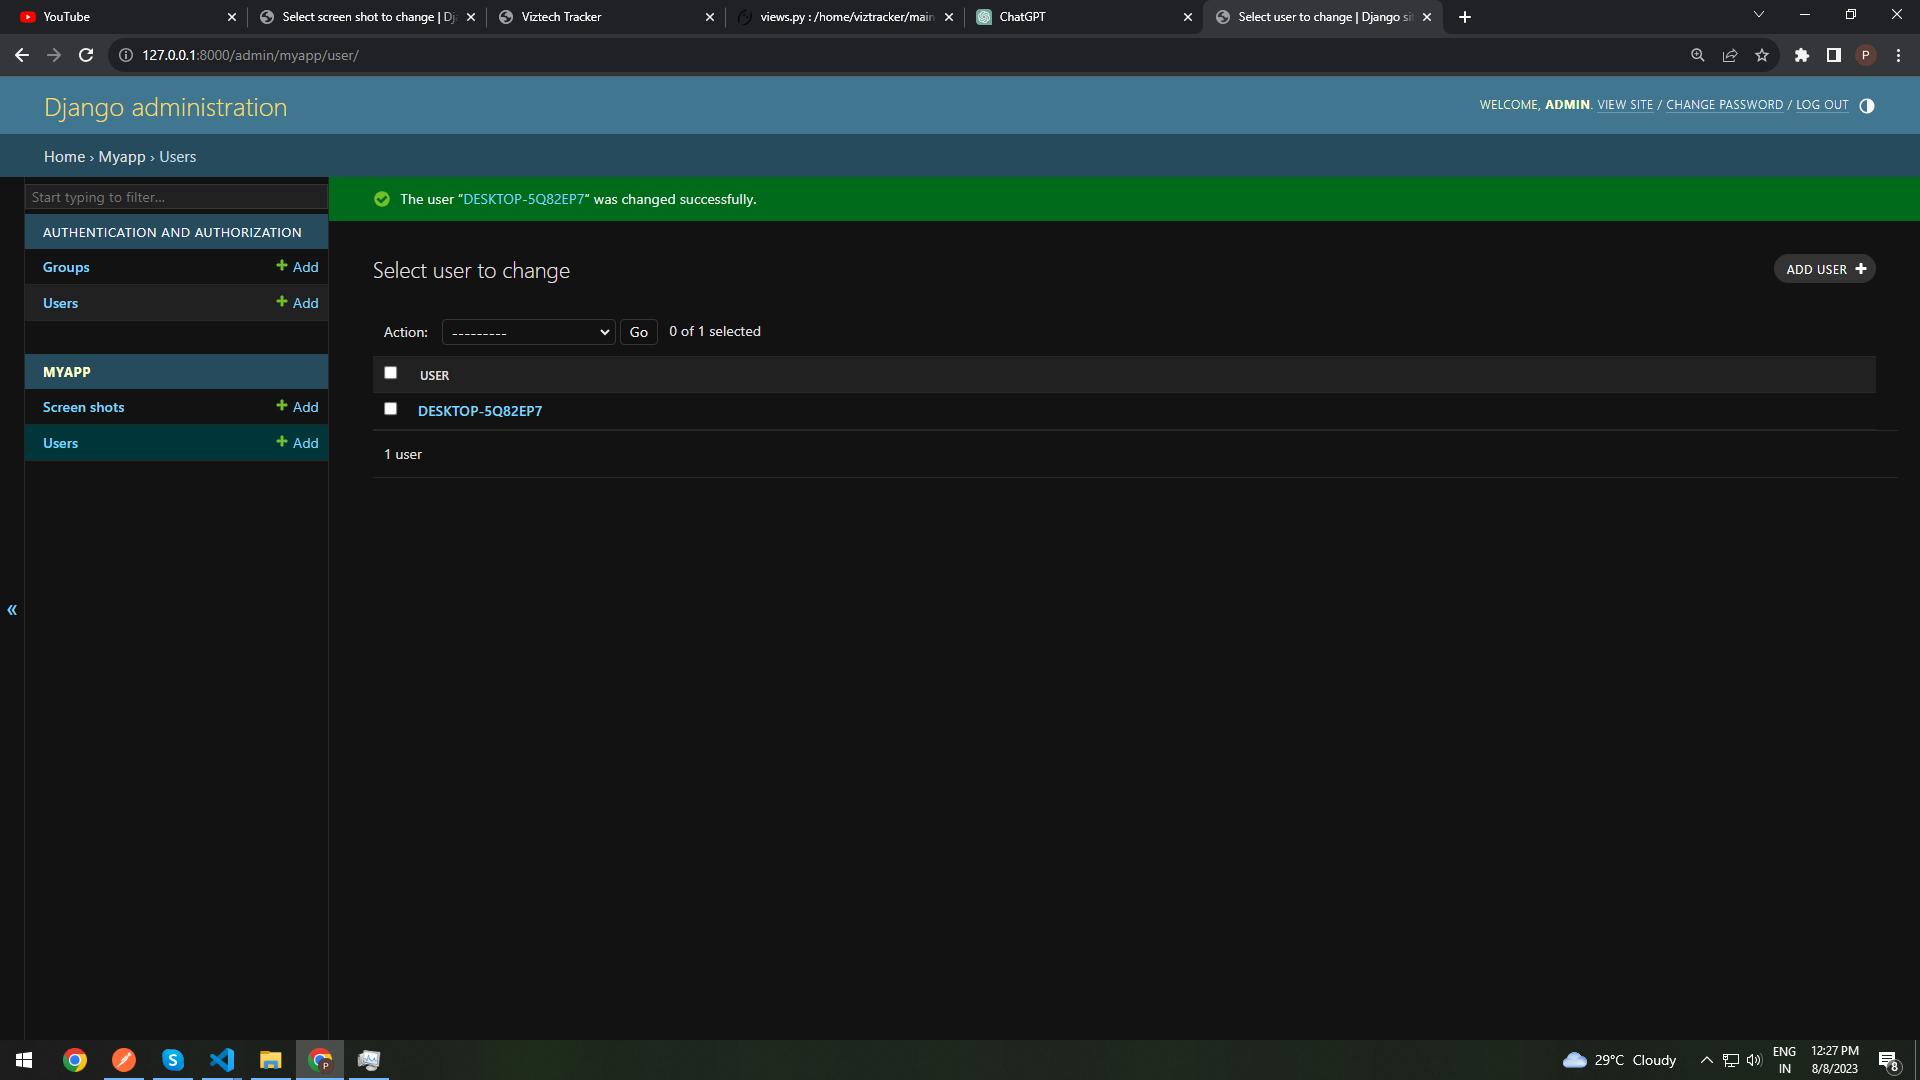 YouTube
Select screen shot to change | Dj
Viztech Tracker
views.py : /home/viztracker/main
ChatGPT
Select user to change | Django sit
127.0.0.1:8000/admin/myapp/user/
P
Django administration
WELCOME, ADMIN. VIEW SITE / CHANGE PASSWORD / LOG OUT
Home › Myapp › Users
Start typing to filter...
AUTHENTICATION AND AUTHORIZATION
Groups + Add
Users + Add
MYAPP
Screen shots + Add
Users + Add
«
The user “DESKTOP-5Q82EP7” was changed successfully.
Select user to change
ADD USER +
Action: --------- Go 0 of 1 selected
USER
DESKTOP-5Q82EP7
1 user
29°C Cloudy
ENG
IN
12:27 PM
8/8/2023
8